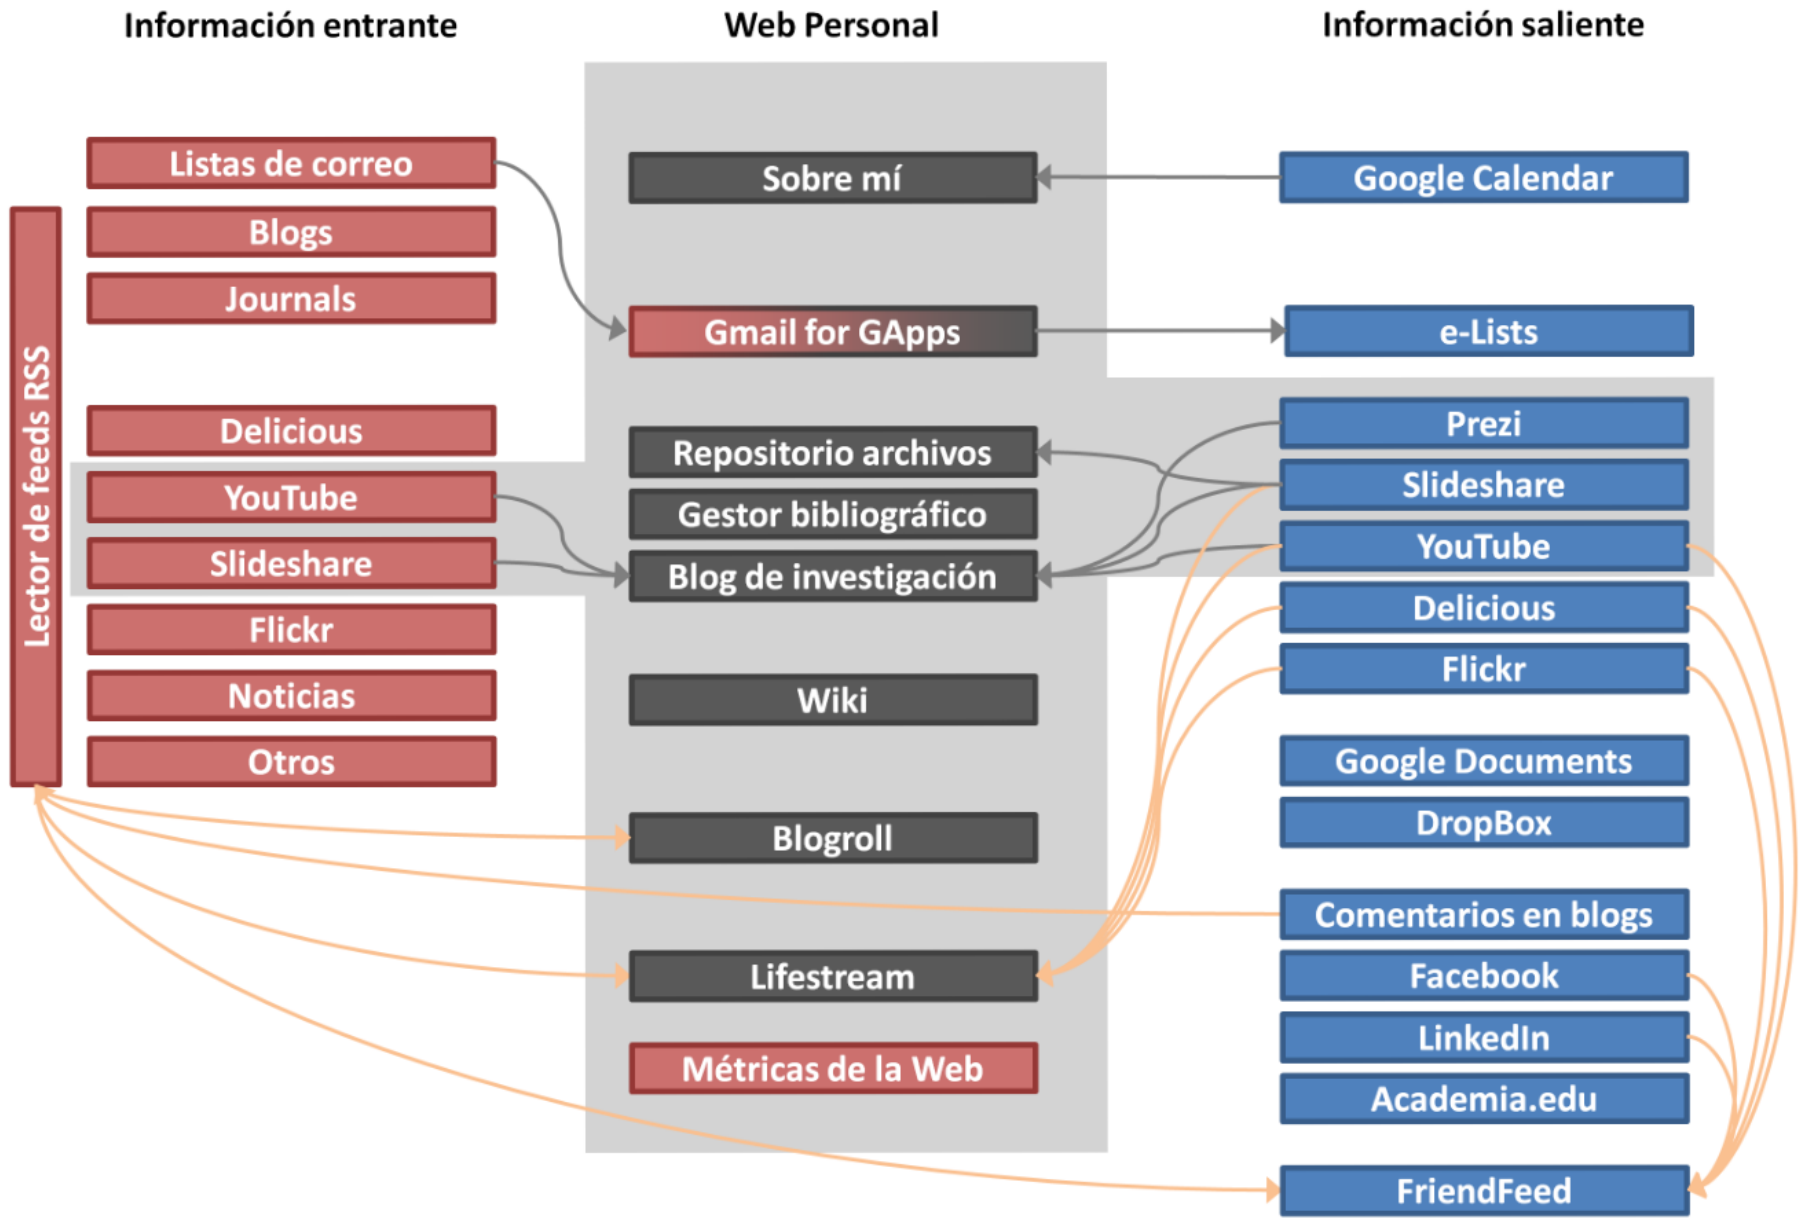 Información entrante
Web Personal
Información saliente
Lector de feeds RSS
Listas de correo
Blogs
Journals
Delicious
YouTube
Slideshare
Flickr
Noticias
Otros
Sobre mí
Gmail for GApps
Repositorio archivos
Gestor bibliográfico
Blog de investigación
Wiki
Blogroll
Lifestream
Métricas de la Web
Google Calendar
e-Lists
Prezi
Slideshare
YouTube
Delicious
Flickr
Google Documents
DropBox
Comentarios en blogs
Facebook
LinkedIn
Academia.edu
FriendFeed